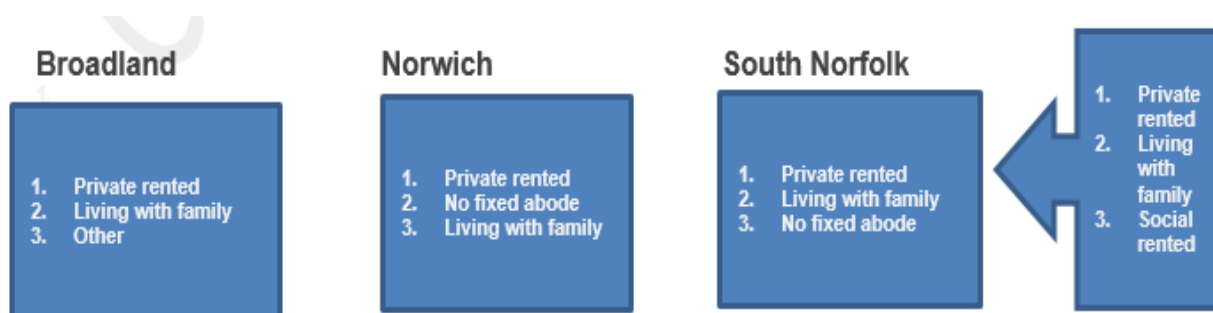 Broadland
1. Private rented
2. Living with family
3. Other
Norwich
1. Private rented
2. No fixed abode
3. Living with family
South Norfolk
1. Private rented
2. Living with family
3. No fixed abode
1. Private
rented
2. Living
with
family
3. Social
rented